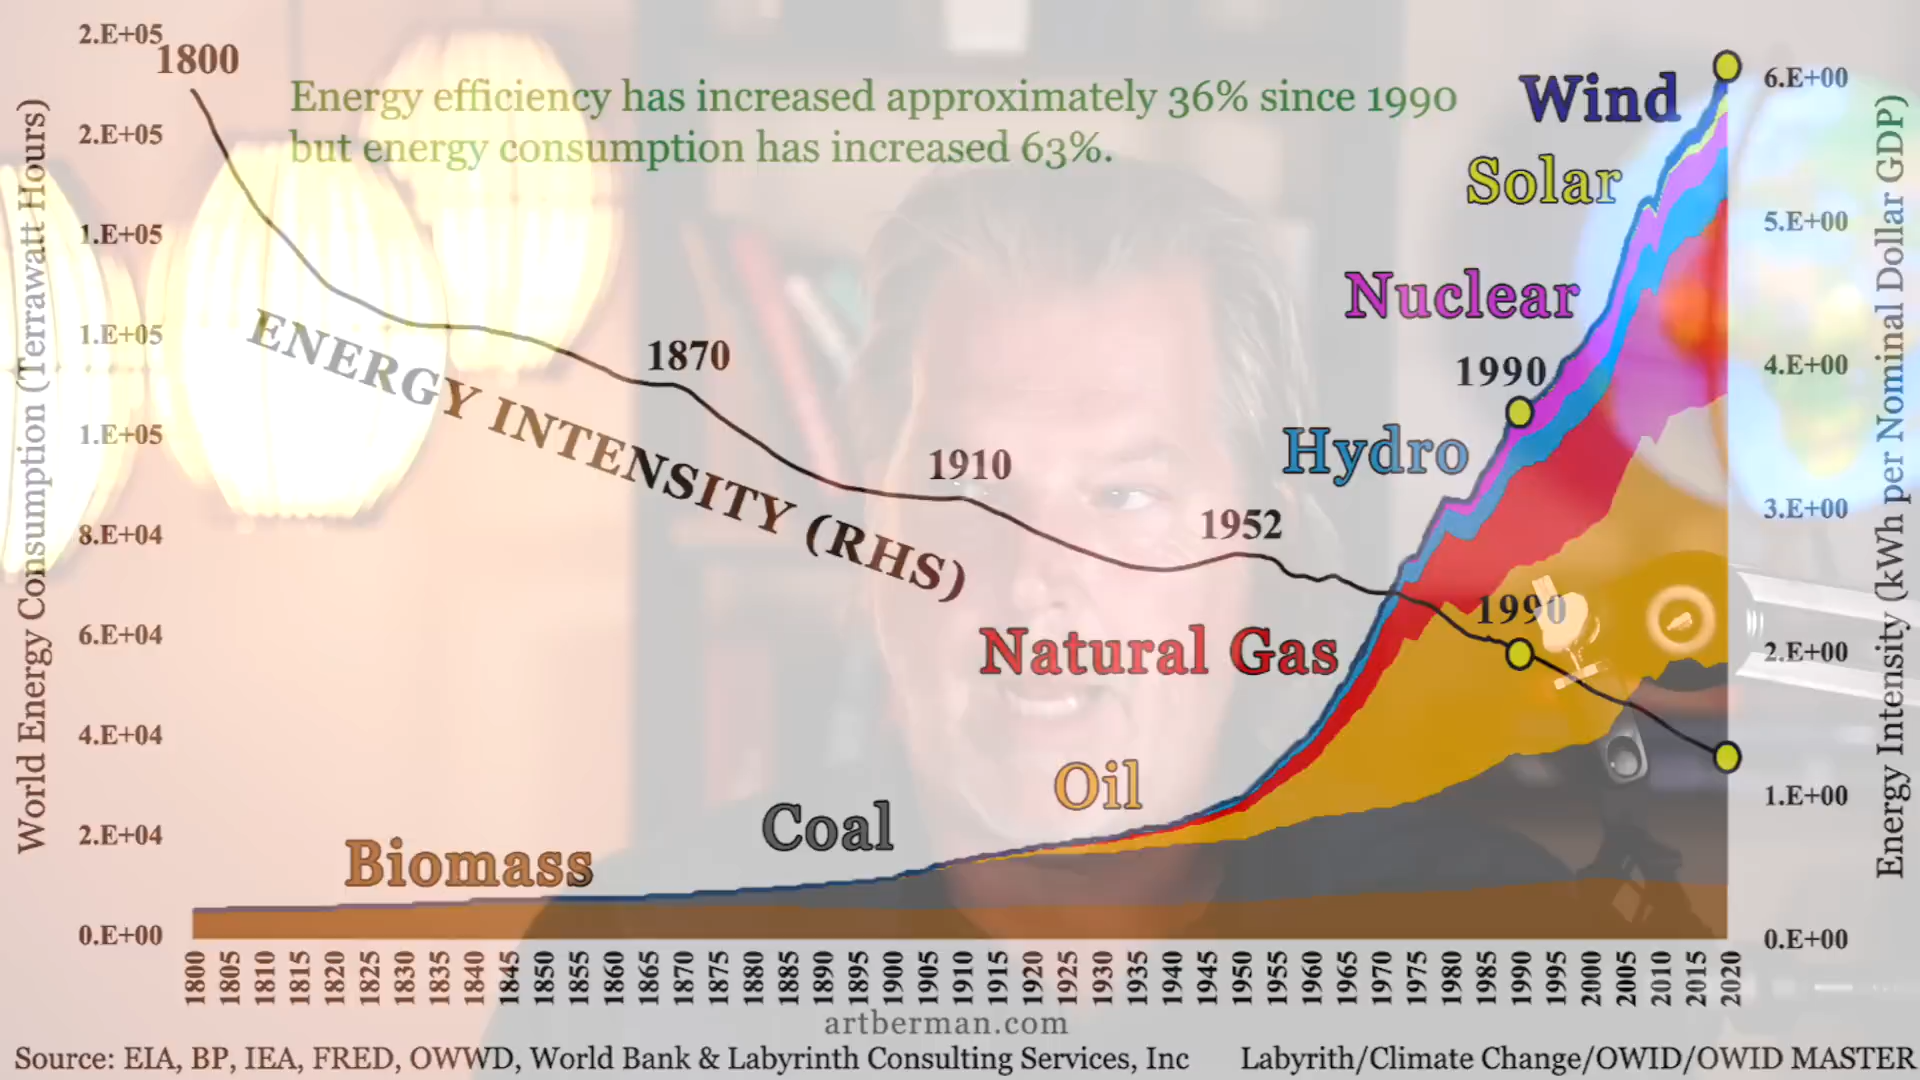 2.E+05
2.E+05
1.E+05
1.E+05
1.E+05
8.E+04
6.E+04
4.E+04
2.E+04
0.E+00
World Energy Consumption (Terrawatt Hours)
1800
Energy efficiency has increased approximately 36% since 1990
but energy consumption has increased 63%.
ENERGY INTENSITY (RHS)
1870
1910
1952
1990
1990
Wind
Solar
Nuclear
Hydro
Natural Gas
Oil
Coal
Biomass
6.E+00
5.E+00
4.E+00
3.E+00
2.E+00
1.E+00
0.E+00
Energy Intensity (kWh per Nominal Dollar GDP)
1800 1805 1810 1815 1820 1825 1830 1835 1840 1845 1850 1855 1860 1865 1870 1875 1880 1885 1890 1895 1900 1905 1910 1915 1920 1925 1930 1935 1940 1945 1950 1955 1960 1965 1970 1975 1980 1985 1990 1995 2000 2005 2010 2015 2020
artberman.com
Source: EIA, BP, IEA, FRED, OWWD, World Bank & Labyrinth Consulting Services, Inc
Labyrith/Climate Change/OWID/OWID MASTER